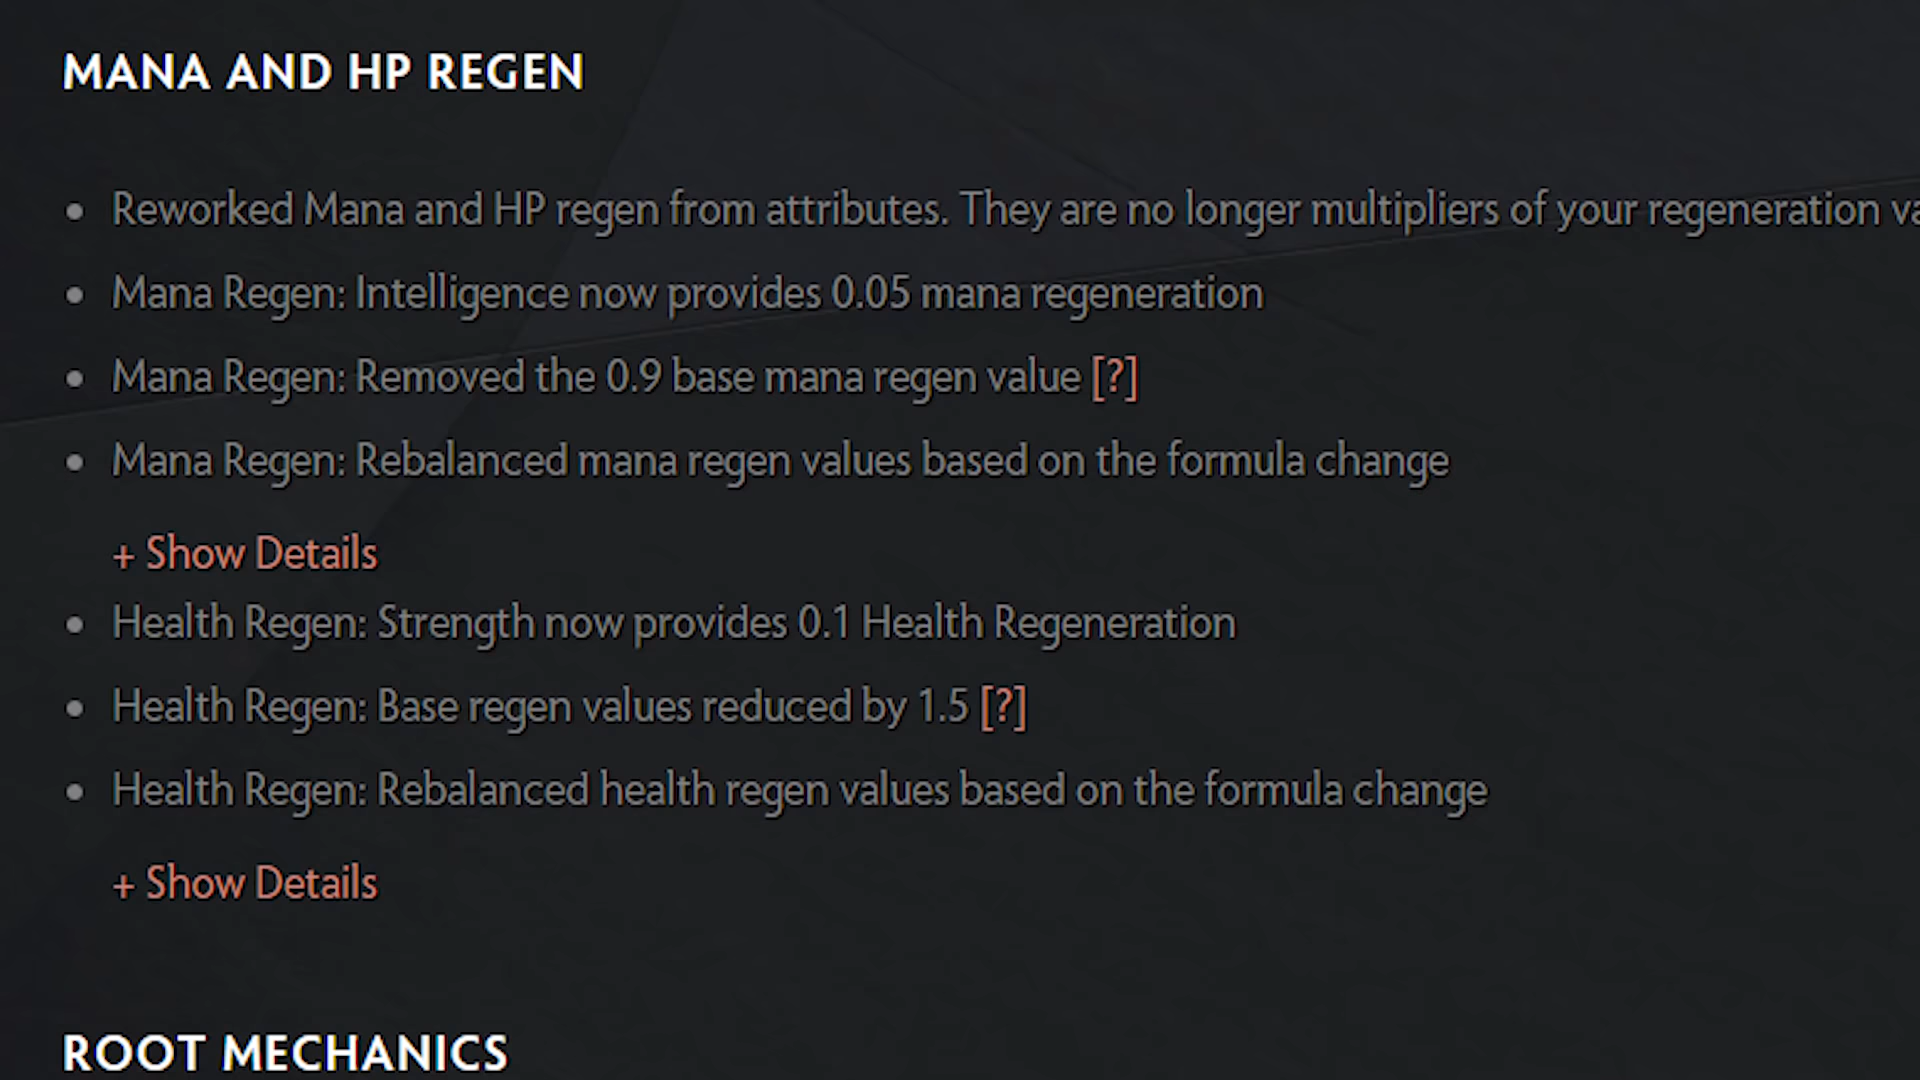 MANA AND HP REGEN
• Reworked Mana and HP regen from attributes. They are no longer multipliers of your regeneration va
• Mana Regen: Intelligence now provides 0.05 mana regeneration
• Mana Regen: Removed the 0.9 base mana regen value [?]
• Mana Regen: Rebalanced mana regen values based on the formula change
+ Show Details
• Health Regen: Strength now provides 0.1 Health Regeneration
• Health Regen: Base regen values reduced by 1.5 [?]
• Health Regen: Rebalanced health regen values based on the formula change
+ Show Details
ROOT MECHANICS